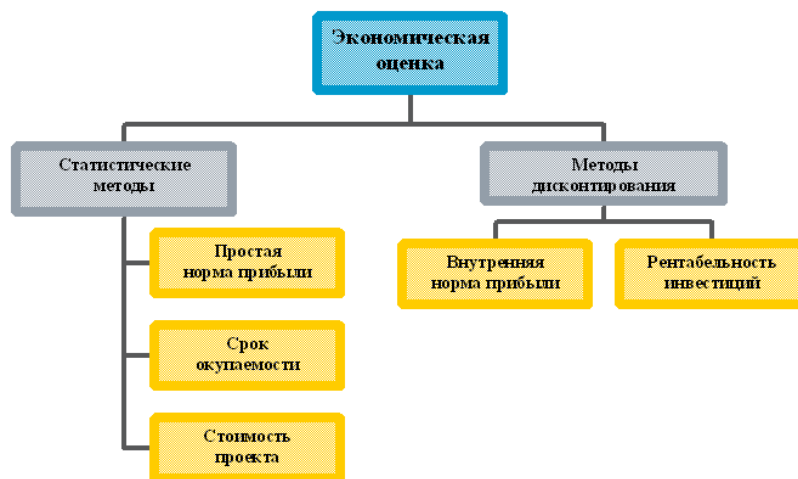 Экономическая
оценка
Статистические
методы
Методы
дисконтирования
Простая
норма прибыли
Внутренняя
норма прибыли
Рентабельность
инвестиций
Срок
окупаемости
Стоимость
проекта